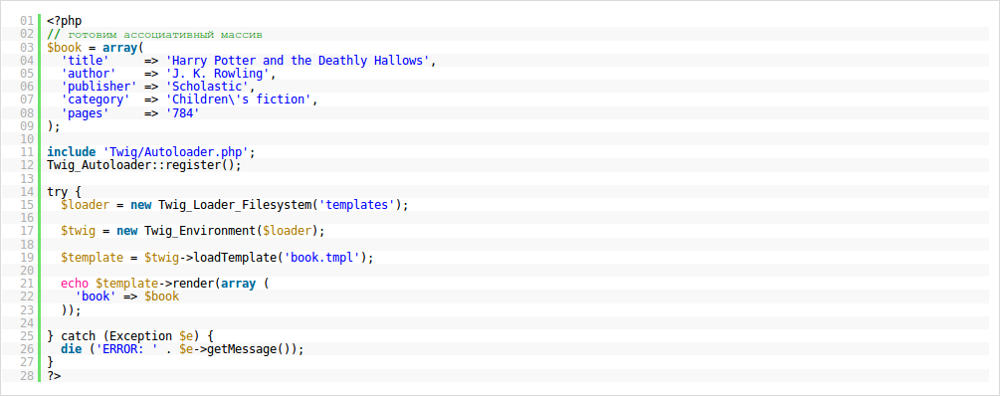 01 <?php
02 // готовим ассоциативный массив
03 $book = array(
04   'title'     => 'Harry Potter and the Deathly Hallows',
05   'author'    => 'J. K. Rowling',
06   'publisher' => 'Scholastic',
07   'category'  => 'Children\'s fiction',
08   'pages'     => '784'
09 );
10
11 include 'Twig/Autoloader.php';
12 Twig_Autoloader::register();
13
14 try {
15   $loader = new Twig_Loader_Filesystem('templates');
16
17   $twig = new Twig_Environment($loader);
18
19   $template = $twig->loadTemplate('book.tmpl');
20
21   echo $template->render(array (
22     'book' => $book
23   ));
24
25 } catch (Exception $e) {
26   die ('ERROR: ' . $e->getMessage());
27 }
28 ?>